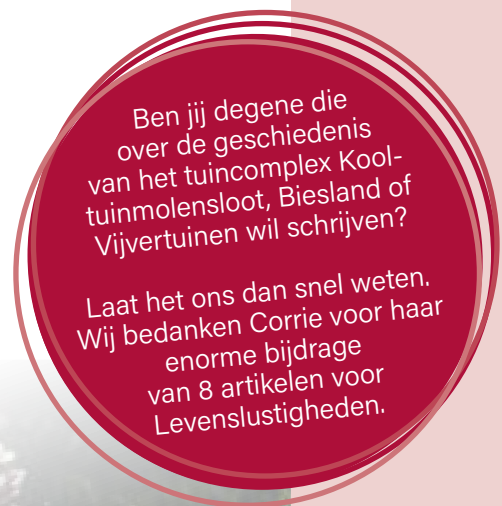 Ben jij degene die
over de geschiedenis
van het tuincomplex Kool-
tuinmolensloot, Biesland of
Vijvertuinen wil schrijven?
Laat het ons dan snel weten.
Wij bedanken Corrie voor haar
enorme bijdrage
van 8 artikelen voor
Levenslustigheden.